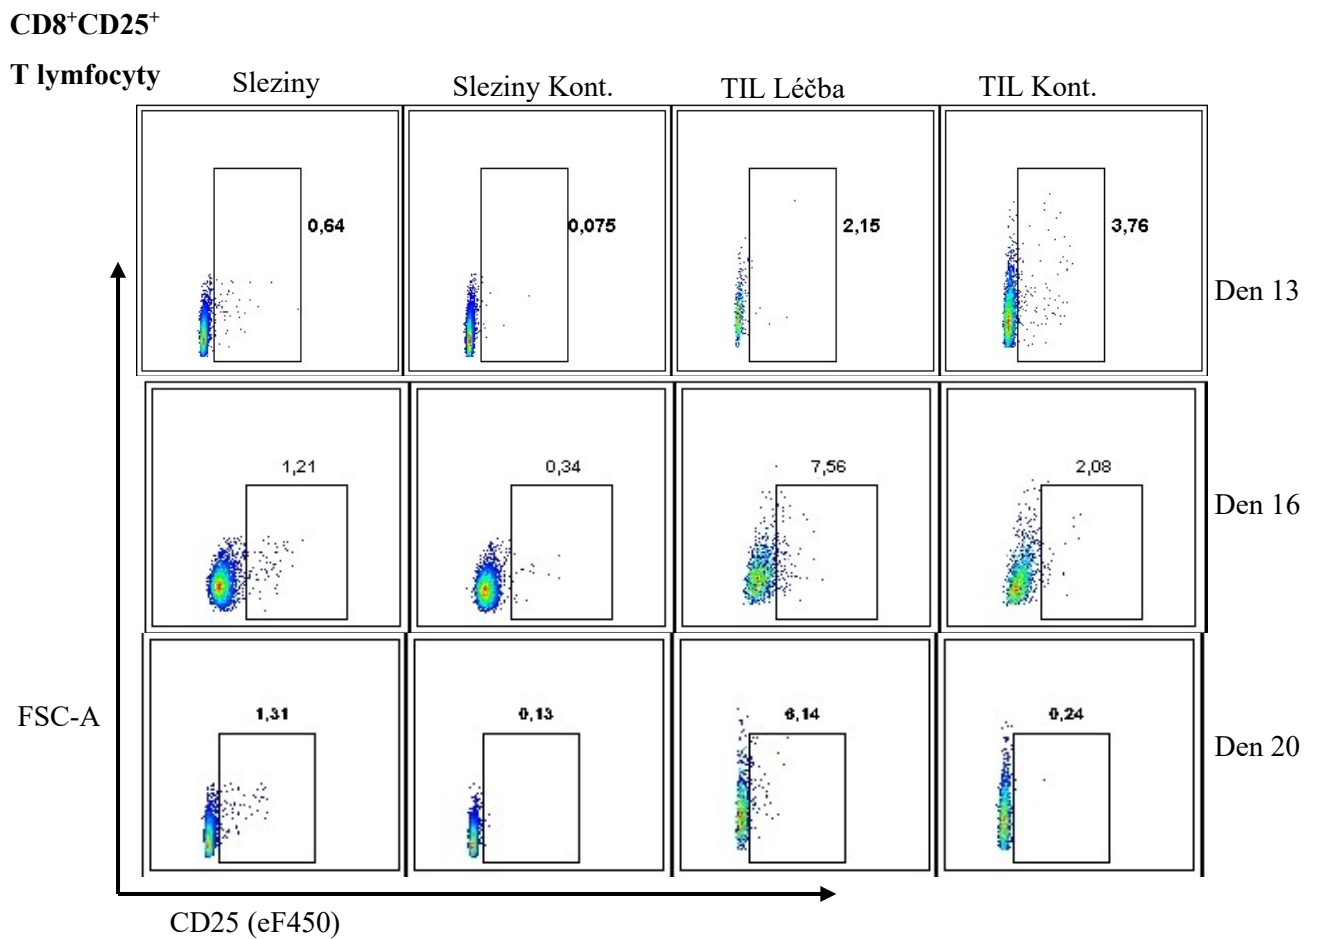 CD8⁺CD25⁺
T lymfocyty
Sleziny
Sleziny Kont.
TIL Léčba
TIL Kont.
0,64
0,075
2,15
3,76
Den 13
1,21
0,34
7,56
2,08
Den 16
1,31
0,13
6,14
0,24
Den 20
FSC-A
CD25 (eF450)